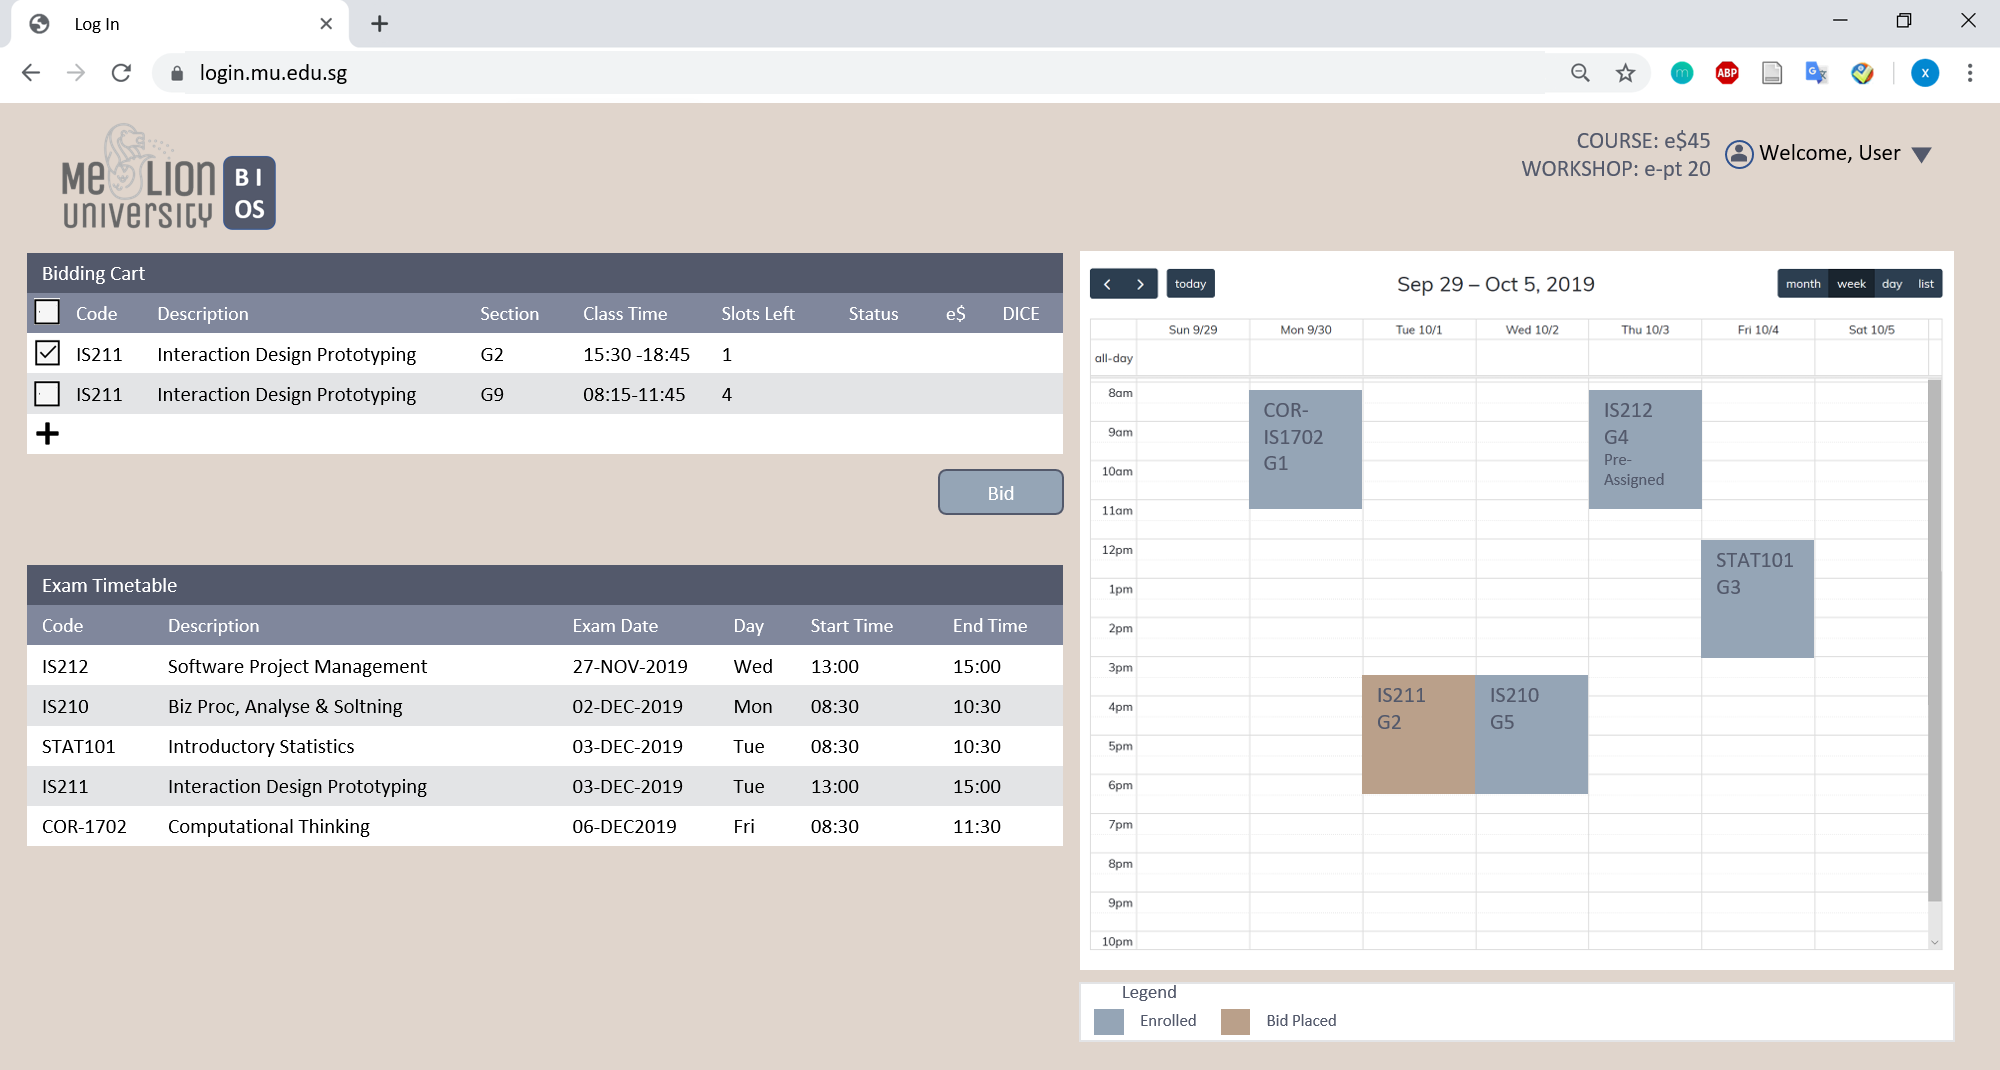 Log In
login.mu.edu.sg
MeLION
university
BI
OS
COURSE: e$45
WORKSHOP: e-pt 20
Welcome, User
Bidding Cart
Code Description Section Class Time Slots Left Status e$ DICE
IS211 Interaction Design Prototyping G2 15:30 -18:45 1
IS211 Interaction Design Prototyping G9 08:15-11:45 4
Bid
Exam Timetable
Code Description Exam Date Day Start Time End Time
IS212 Software Project Management 27-NOV-2019 Wed 13:00 15:00
IS210 Biz Proc, Analyse & Soltning 02-DEC-2019 Mon 08:30 10:30
STAT101 Introductory Statistics 03-DEC-2019 Tue 08:30 10:30
IS211 Interaction Design Prototyping 03-DEC-2019 Tue 13:00 15:00
COR-1702 Computational Thinking 06-DEC2019 Fri 08:30 11:30
today
Sep 29 – Oct 5, 2019
month week day list
Sun 9/29 Mon 9/30 Tue 10/1 Wed 10/2 Thu 10/3 Fri 10/4 Sat 10/5
all-day
8am
9am
10am
11am
12pm
1pm
2pm
3pm
4pm
5pm
6pm
7pm
8pm
9pm
10pm
COR-
IS1702
G1
IS212
G4
Pre-
Assigned
STAT101
G3
IS211
G2
IS210
G5
Legend
Enrolled Bid Placed
ABP
m
G
x